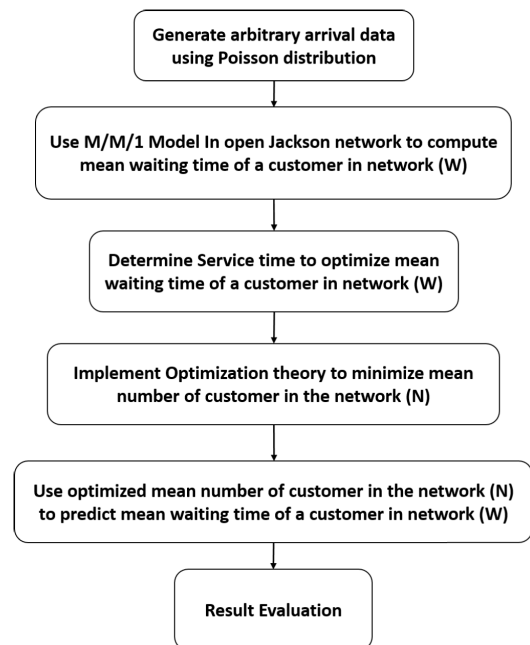 Generate arbitrary arrival data
using Poisson distribution
Use M/M/1 Model In open Jackson network to compute
mean waiting time of a customer in network (W)
Determine Service time to optimize mean
waiting time of a customer in network (W)
Implement Optimization theory to minimize mean
number of customer in the network (N)
Use optimized mean number of customer in the network (N)
to predict mean waiting time of a customer in network (W)
Result Evaluation